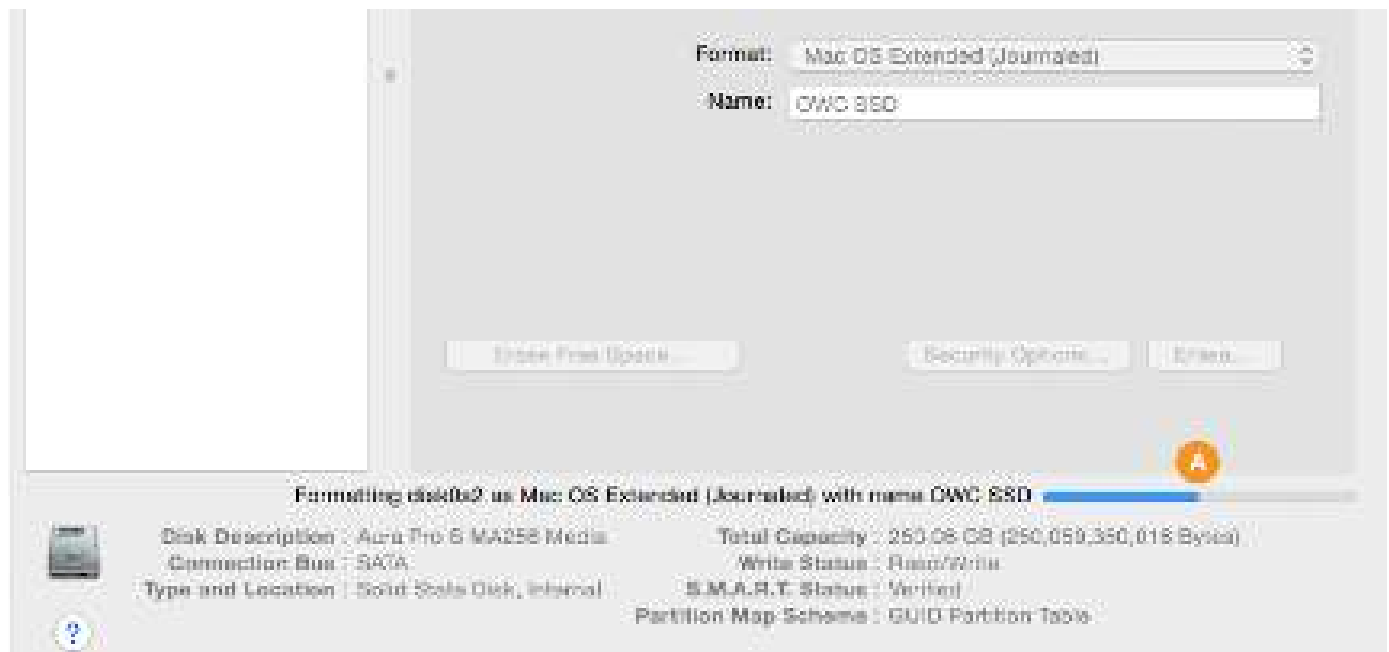 Format: Mac OS Extended (Journaled)
Name: OWC SSD
Erase Free Space... Security Options... Erase...
A
Formatting disk0s2 as Mac OS Extended (Journaled) with name OWC SSD
Disk Description : Aura Pro 6 MA256 Media Total Capacity : 250.06 GB (250,059,350,016 Bytes)
Connection Bus : SATA Write Status : Read/Write
Type and Location : Solid State Disk, Internal S.M.A.R.T. Status : Verified
Partition Map Scheme : GUID Partition Table
?